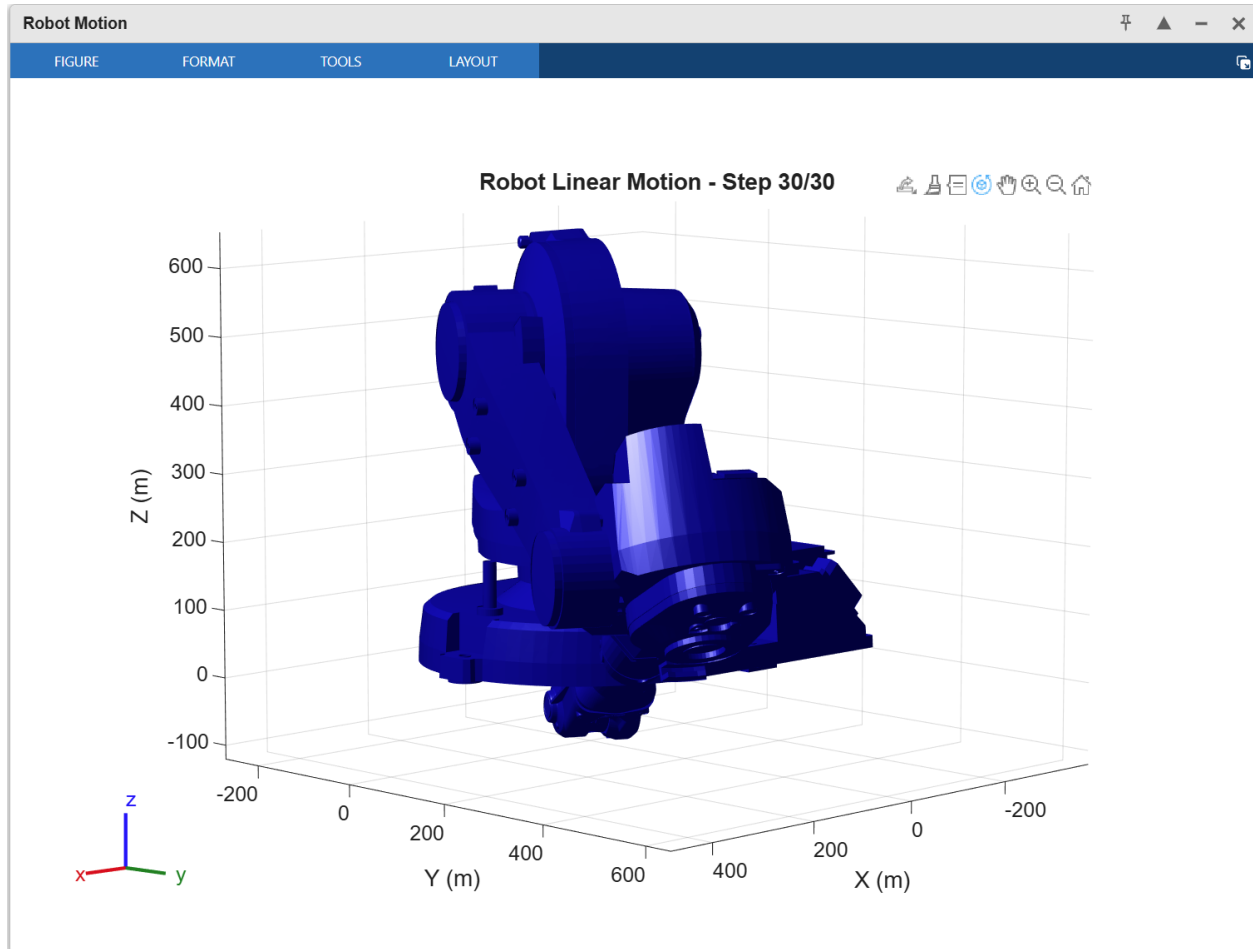 Robot Motion
FIGURE FORMAT TOOLS LAYOUT
Robot Linear Motion - Step 30/30
600
500
400
300
200
100
0
-100
Z (m)
-200
0
200
400
600
Y (m)
400
200
0
-200
X (m)
z
x
y